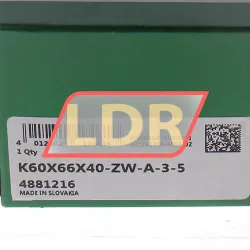 LDR
1 Qty
K60X66X40-ZW-A-3-5
4881216
MADE IN SLOVAKIA